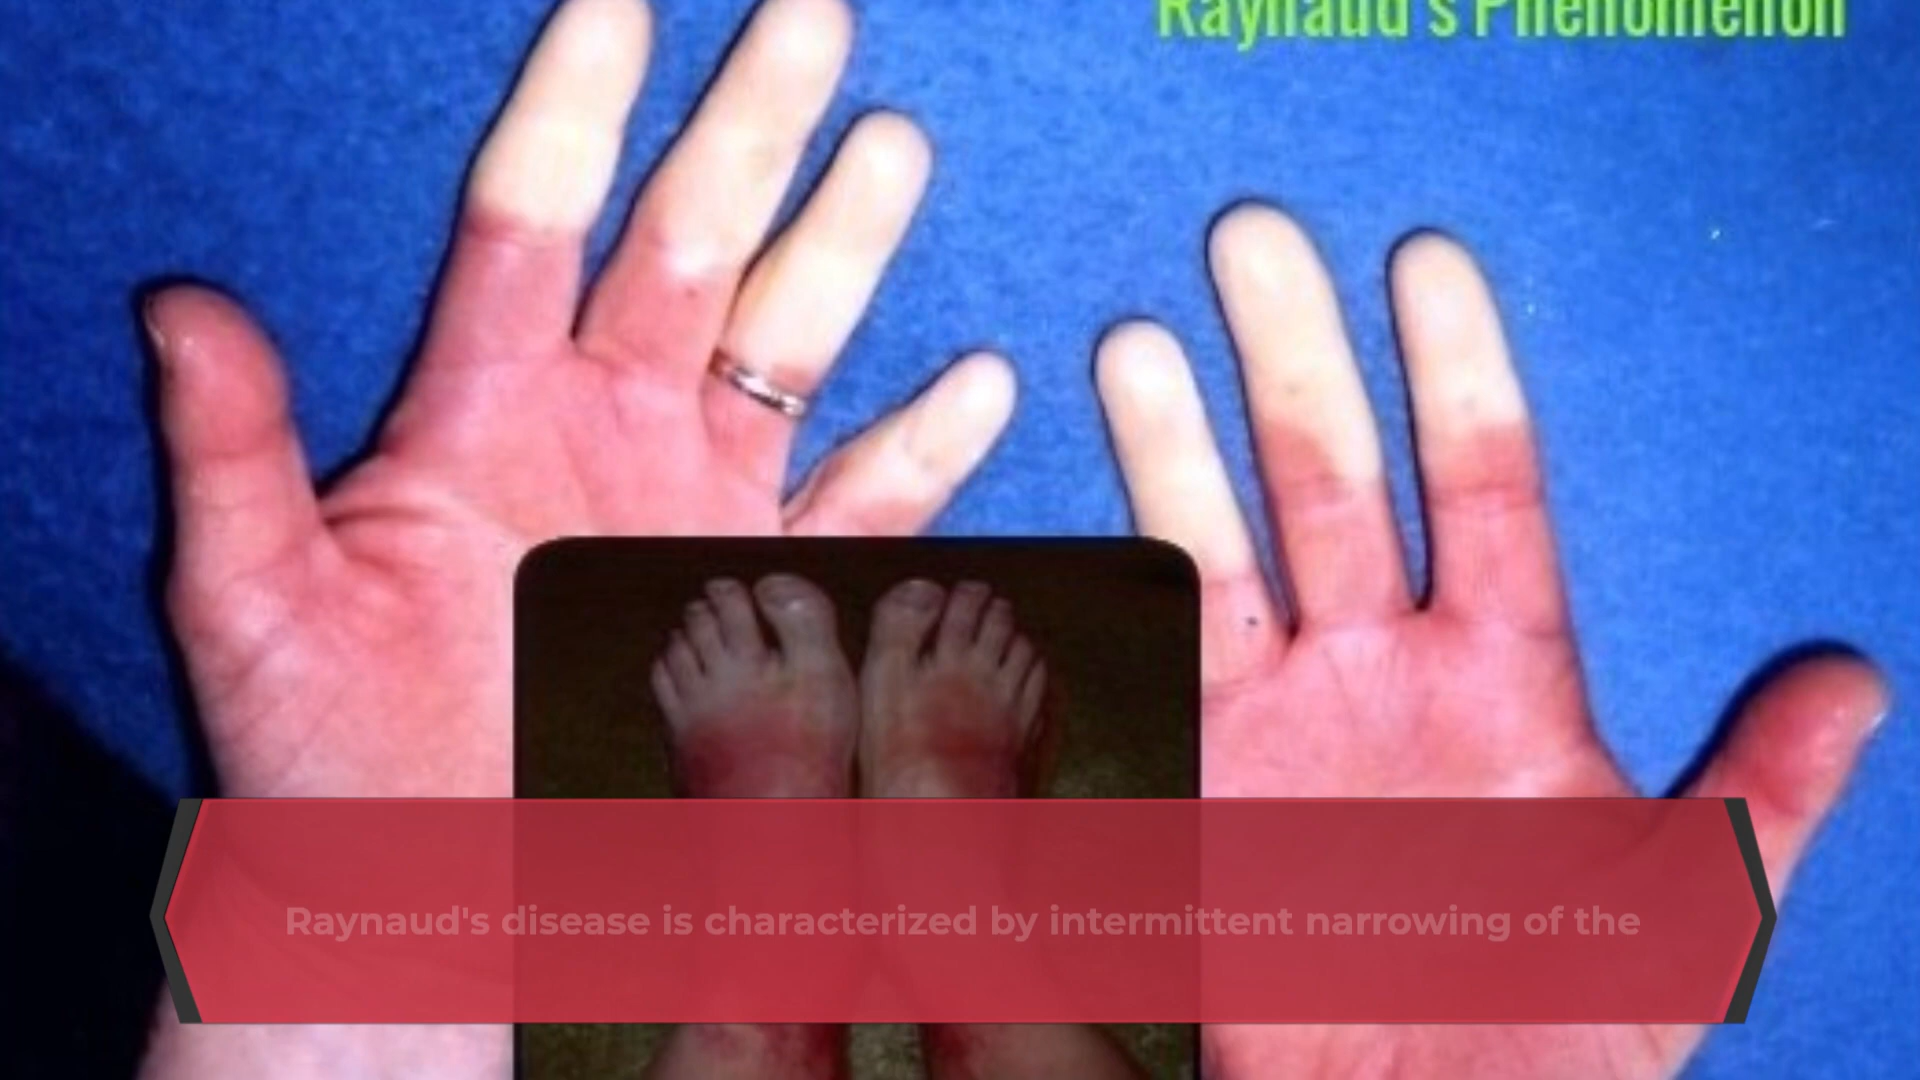 Raynaud's Phenomenon
Raynaud's disease is characterized by intermittent narrowing of the